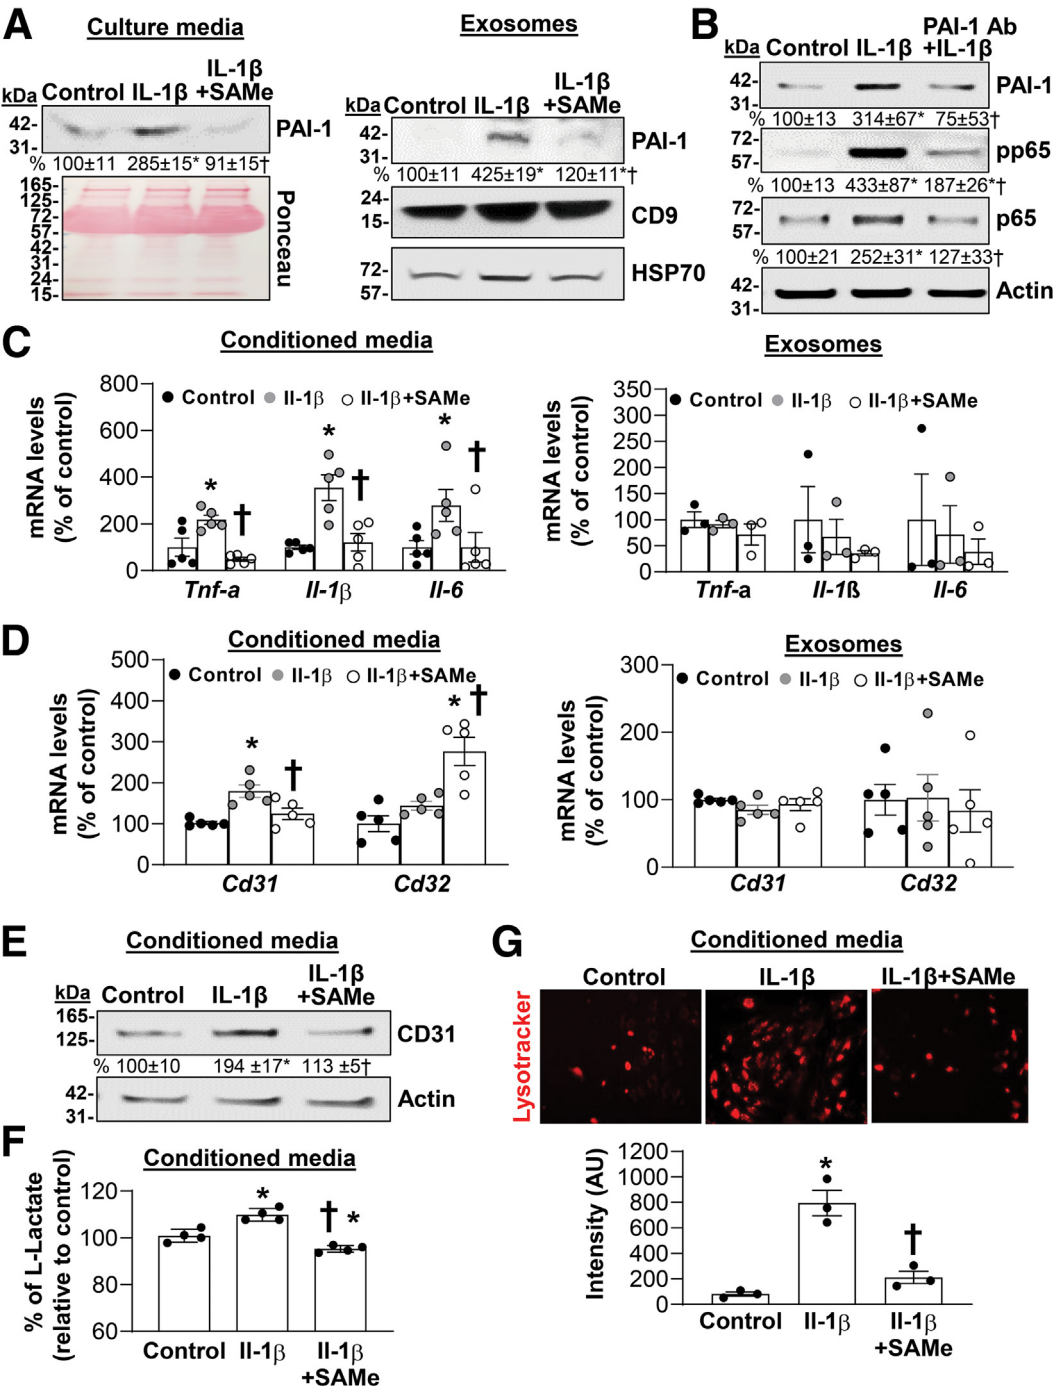 A
Culture media
kDa Control IL-1β IL-1β +SAMe
42-
31-
PAI-1
% 100±11 285±15* 91±15†
165-
125-
72-
57-
42-
31-
24-
15-
Ponceau
Exosomes
kDa Control IL-1β IL-1β +SAMe
42-
31-
PAI-1
% 100±11 425±19* 120±11*†
24-
15-
CD9
72-
57-
HSP70
B
kDa Control IL-1β PAI-1 Ab +IL-1β
42-
31-
PAI-1
% 100±13 314±67* 75±53†
72-
57-
pp65
% 100±13 433±87* 187±26*†
72-
57-
p65
% 100±21 252±31* 127±33†
42-
31-
Actin
C
Conditioned media
mRNA levels
(% of control)
800
600
400
200
0
Control Il-1β Il-1β+SAMe
* † * † * †
Tnf-a Il-1β Il-6
Exosomes
mRNA levels
(% of control)
350
300
250
200
150
100
50
0
Control Il-1β Il-1β+SAMe
Tnf-a Il-1ß Il-6
D
Conditioned media
mRNA levels
(% of control)
500
400
300
200
100
0
Control Il-1β Il-1β+SAMe
* † * †
Cd31 Cd32
Exosomes
mRNA levels
(% of control)
300
200
100
0
Control Il-1β Il-1β+SAMe
Cd31 Cd32
E
Conditioned media
kDa Control IL-1β IL-1β +SAMe
165-
125-
CD31
% 100±10 194 ±17* 113 ±5†
42-
31-
Actin
F
Conditioned media
% of L-Lactate
(relative to control)
120
100
80
60
* † *
Control Il-1β Il-1β +SAMe
G
Conditioned media
Control IL-1β IL-1β+SAMe
Lysotracker
Intensity (AU)
1200
1000
800
600
400
200
0
* †
Control Il-1β Il-1β +SAMe